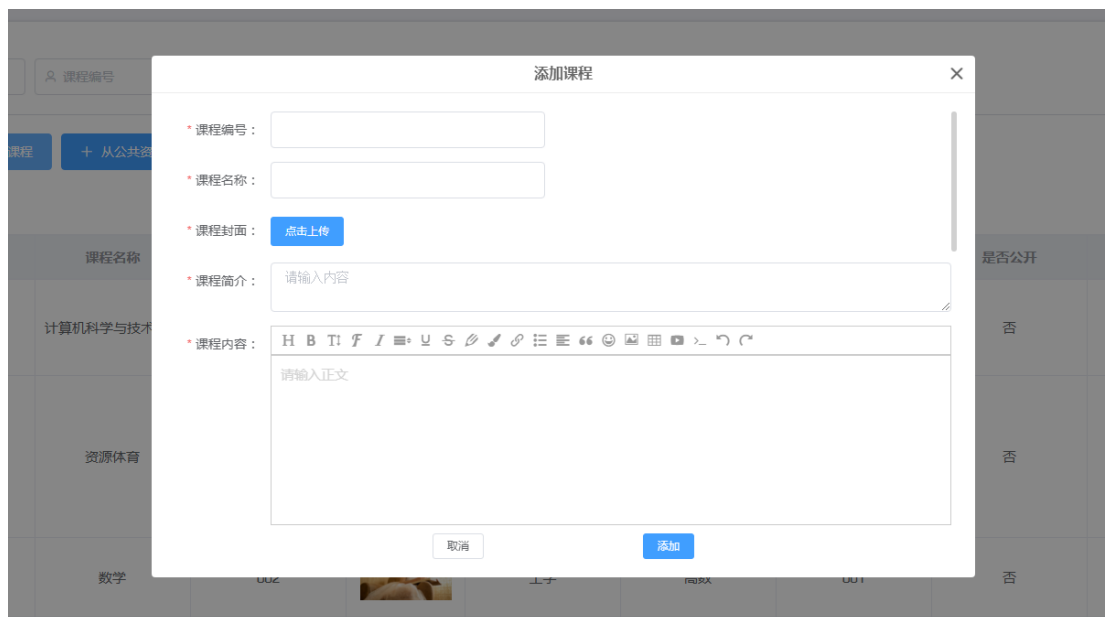 添加课程
课程编号
* 课程编号：
课程
+ 从公共资
* 课程名称：
* 课程封面： 点击上传
课程名称
是否公开
* 课程简介： 请输入内容
计算机科学与技术
否
* 课程内容：
请输入正文
资源体育
否
取消 添加
数学 002 高数 001 否